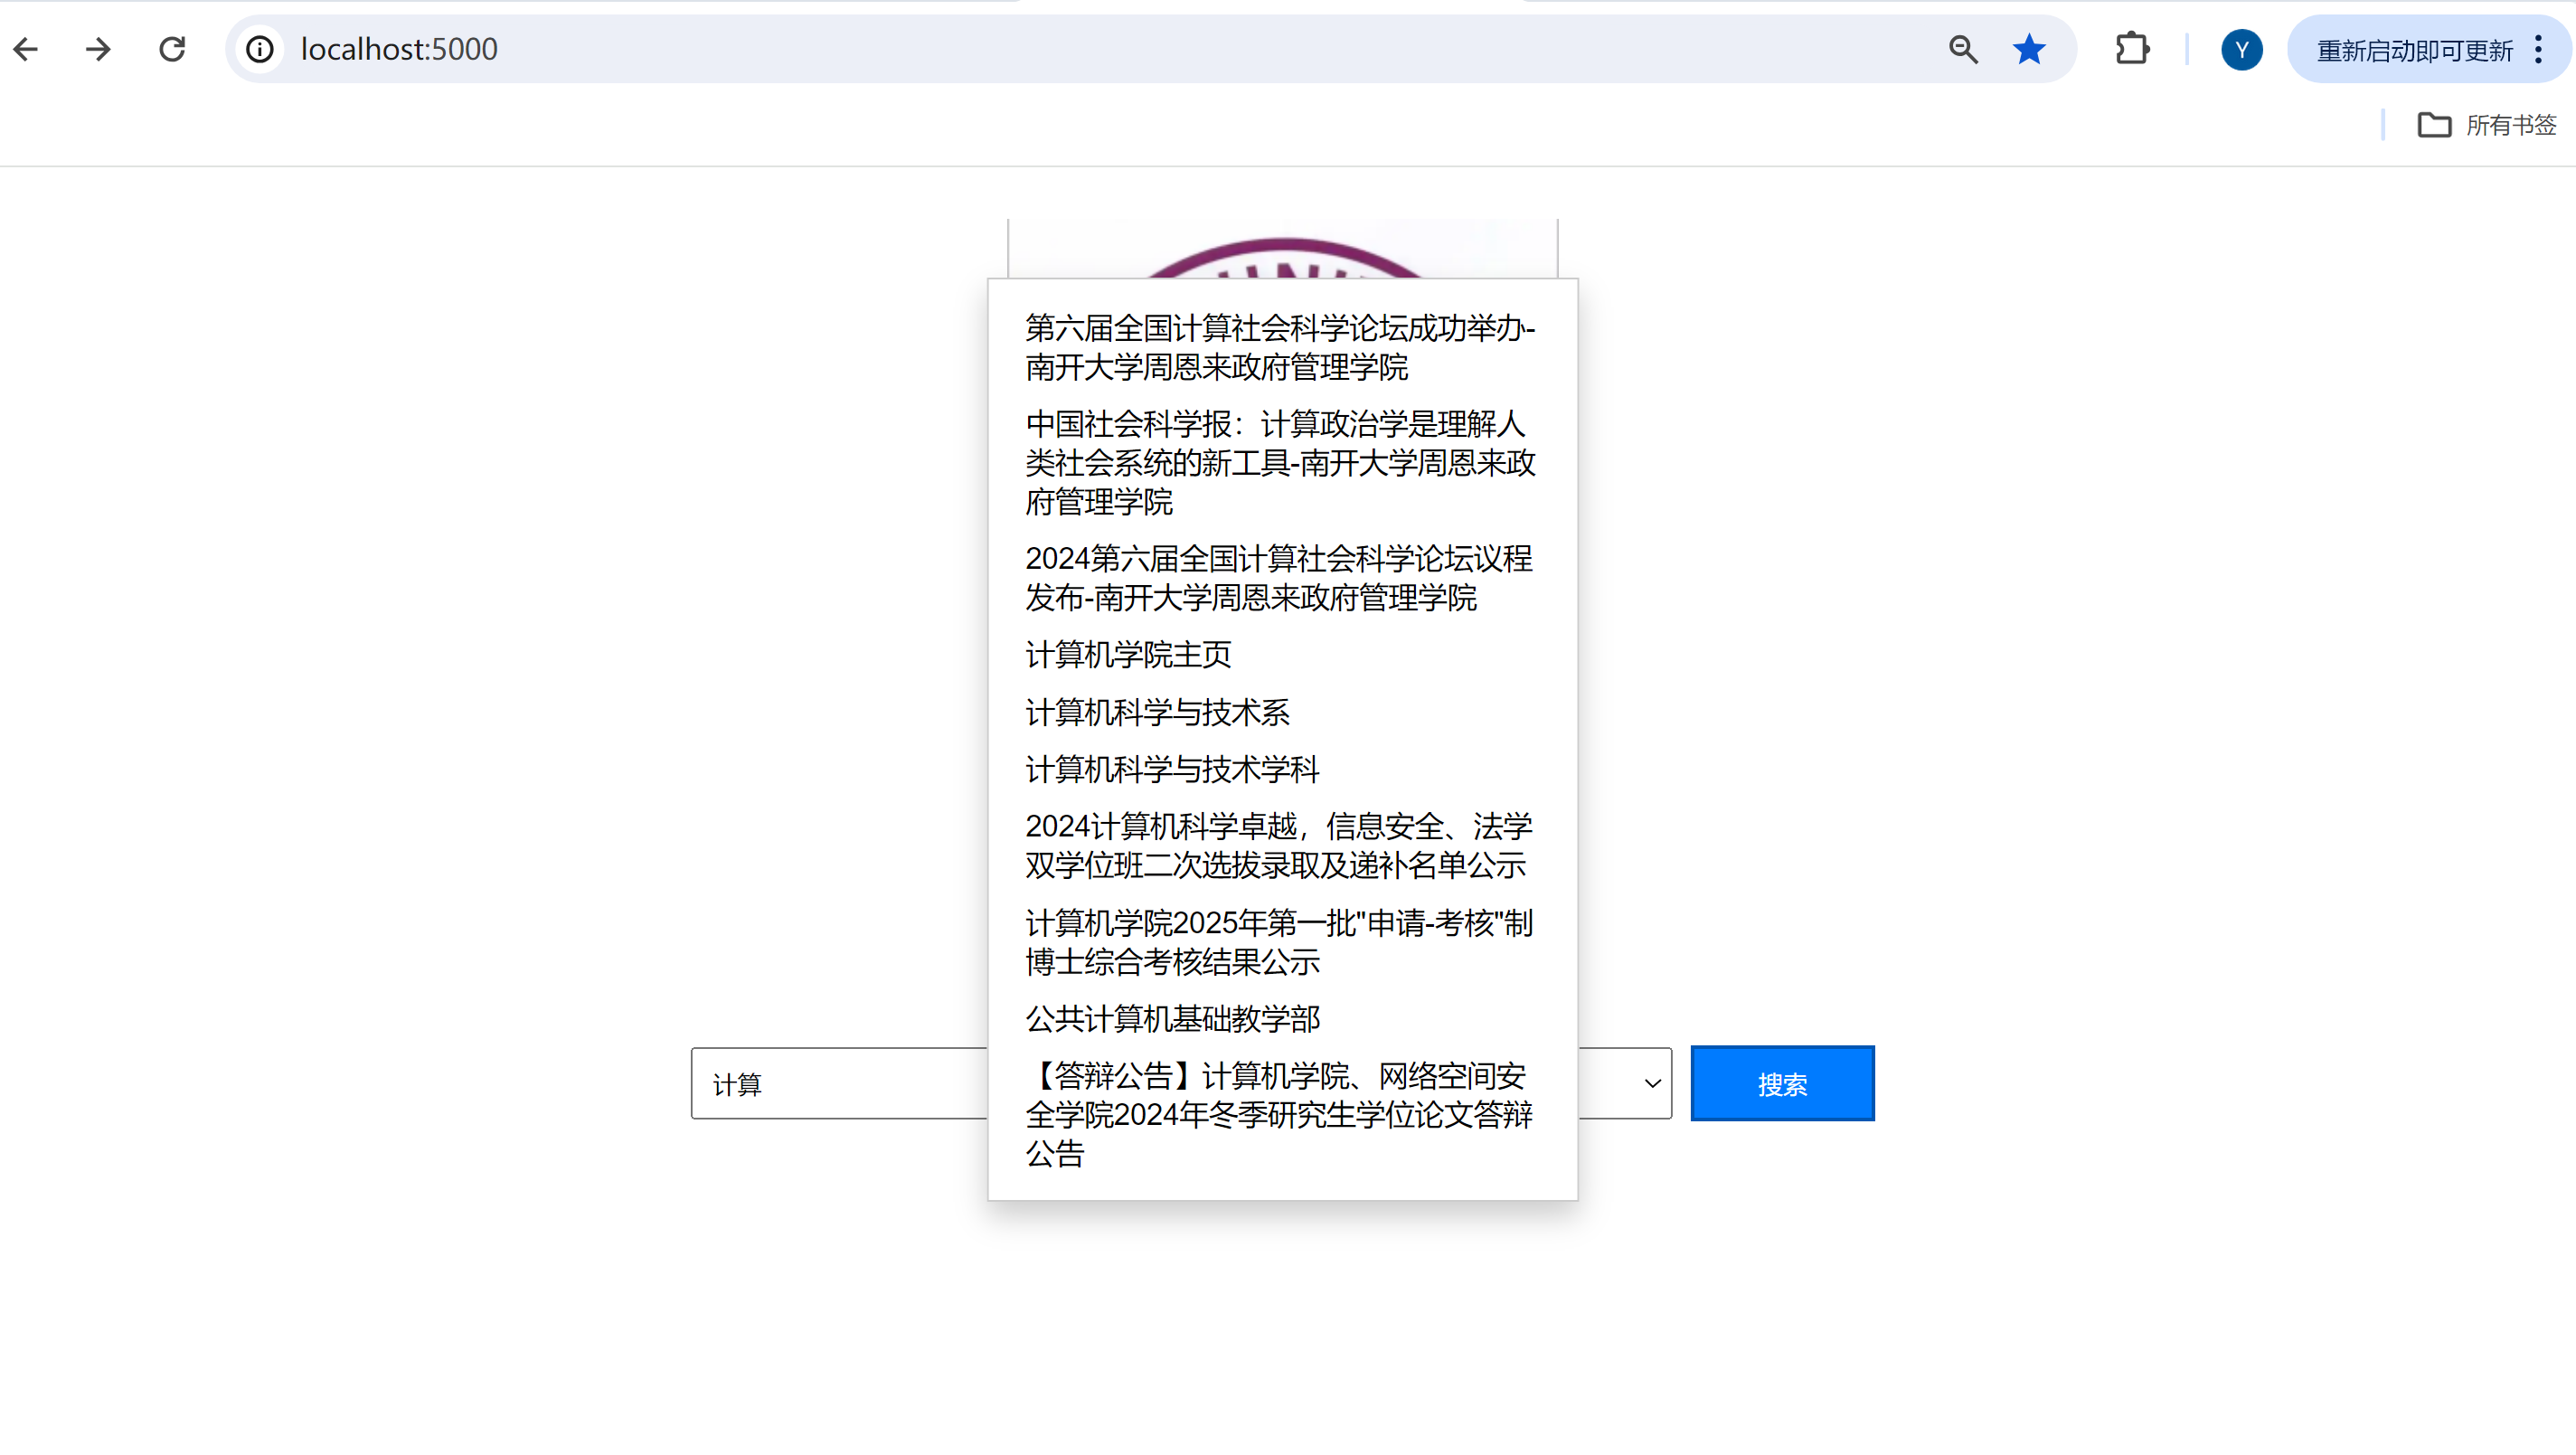 localhost:5000
Y
重新启动即可更新
所有书签
第六届全国计算社会科学论坛成功举办-
南开大学周恩来政府管理学院
中国社会科学报：计算政治学是理解人
类社会系统的新工具-南开大学周恩来政
府管理学院
2024第六届全国计算社会科学论坛议程
发布-南开大学周恩来政府管理学院
计算机学院主页
计算机科学与技术系
计算机科学与技术学科
2024计算机科学卓越，信息安全、法学
双学位班二次选拔录取及递补名单公示
计算机学院2025年第一批"申请-考核"制
博士综合考核结果公示
公共计算机基础教学部
计算
搜索
【答辩公告】计算机学院、网络空间安
全学院2024年冬季研究生学位论文答辩
公告